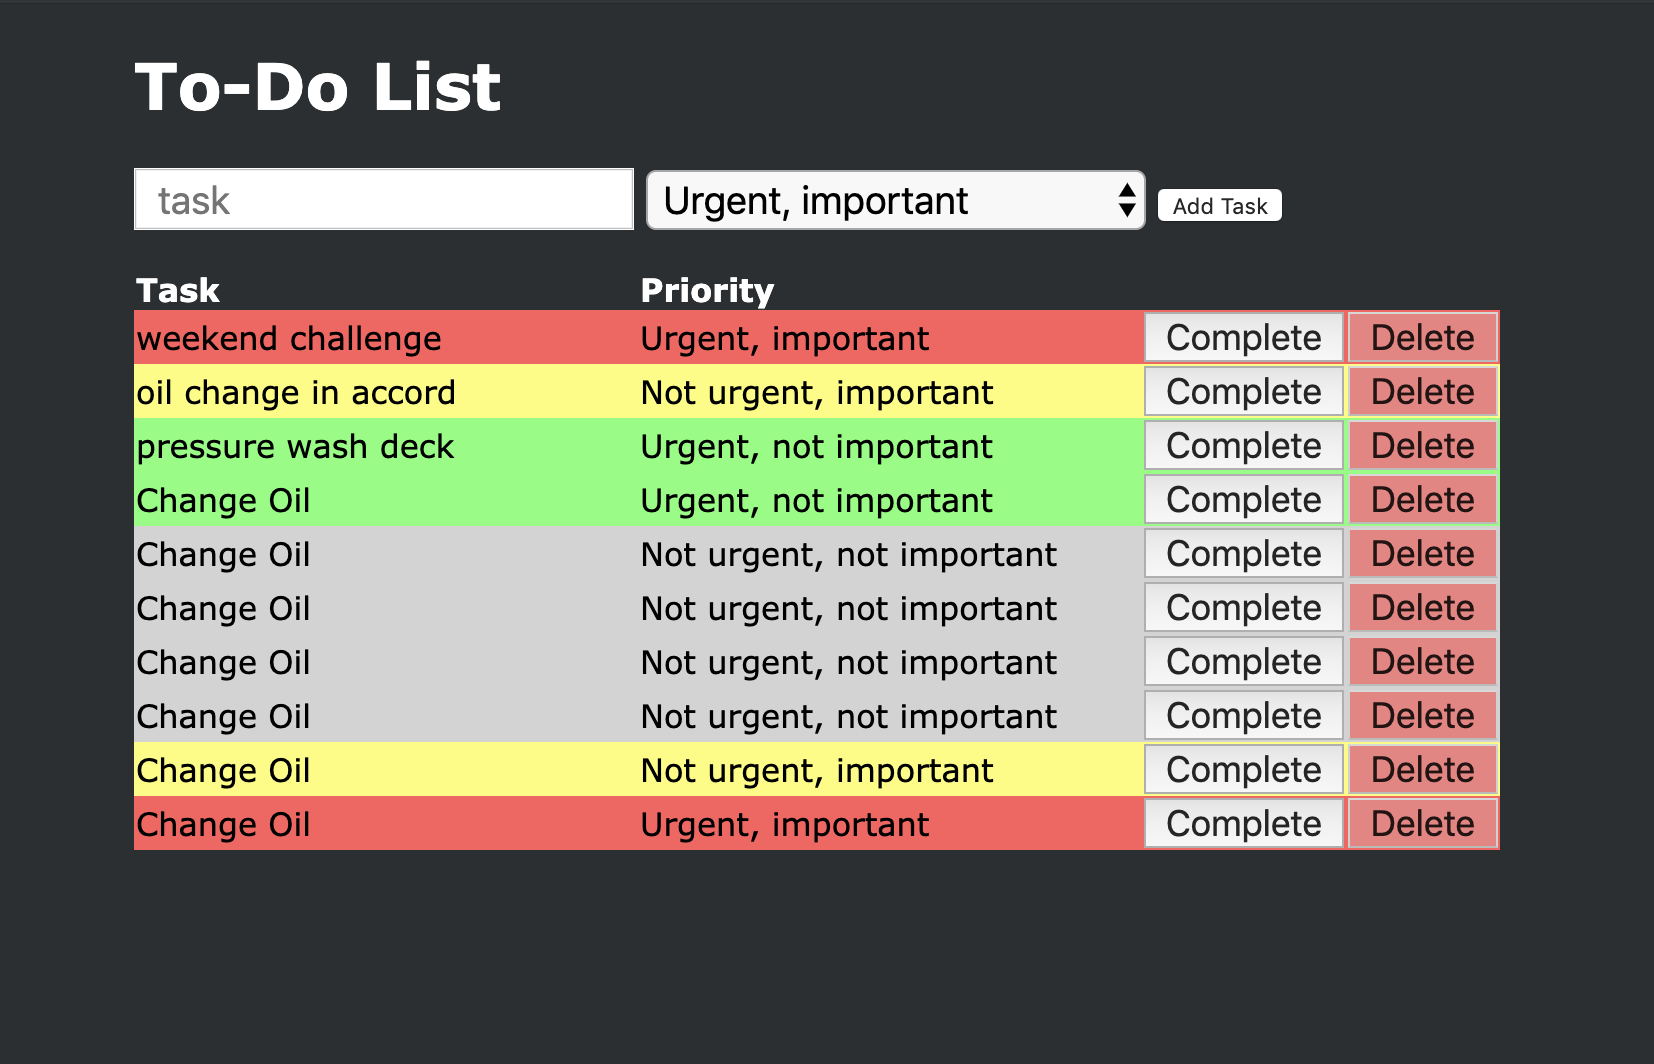 To-Do List
task Urgent, important Add Task
Task Priority
weekend challenge Urgent, important Complete Delete
oil change in accord Not urgent, important Complete Delete
pressure wash deck Urgent, not important Complete Delete
Change Oil Urgent, not important Complete Delete
Change Oil Not urgent, not important Complete Delete
Change Oil Not urgent, not important Complete Delete
Change Oil Not urgent, not important Complete Delete
Change Oil Not urgent, not important Complete Delete
Change Oil Not urgent, important Complete Delete
Change Oil Urgent, important Complete Delete